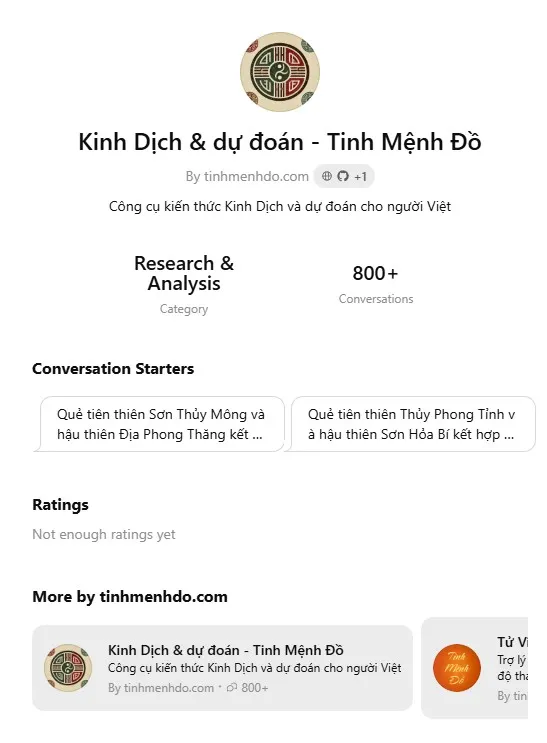 Kinh Dịch & dự đoán - Tinh Mệnh Đồ
By tinhmenhdo.com +1
Công cụ kiến thức Kinh Dịch và dự đoán cho người Việt
Research &
Analysis
Category
800+
Conversations
Conversation Starters
Quẻ tiên thiên Sơn Thủy Mông và
hậu thiên Địa Phong Thăng kết ...
Quẻ tiên thiên Thủy Phong Tỉnh v
à hậu thiên Sơn Hỏa Bí kết hợp ...
Ratings
Not enough ratings yet
More by tinhmenhdo.com
Kinh Dịch & dự đoán - Tinh Mệnh Đồ
Công cụ kiến thức Kinh Dịch và dự đoán cho người Việt
By tinhmenhdo.com · 800+
Tinh
Mệnh
Đồ
Tử Vi
Trợ lý
độ
By